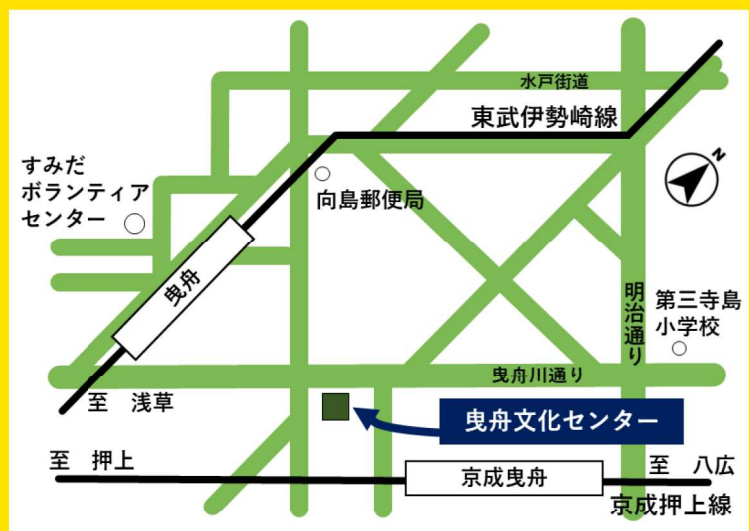 水戸街道
東武伊勢崎線
N
すみだ
ボランティア
センター
向島郵便局
曳舟
明治通り
第三寺島
小学校
曳舟川通り
至 浅草
曳舟文化センター
至 押上
京成曳舟
至 八広
京成押上線